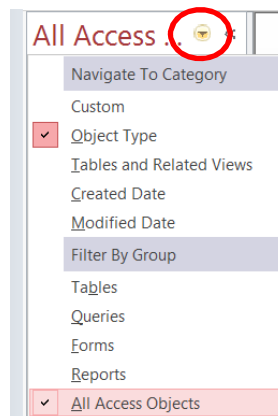 All Access ...
Navigate To Category
Custom
Object Type
Tables and Related Views
Created Date
Modified Date
Filter By Group
Tables
Queries
Forms
Reports
All Access Objects